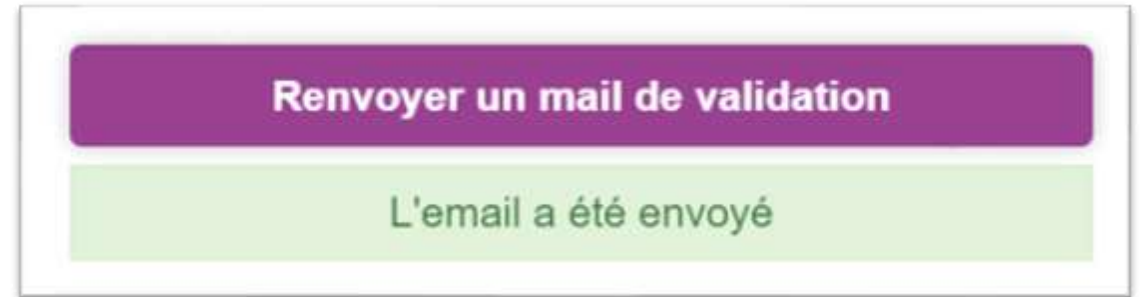 Renvoyer un mail de validation
L'email a été envoyé